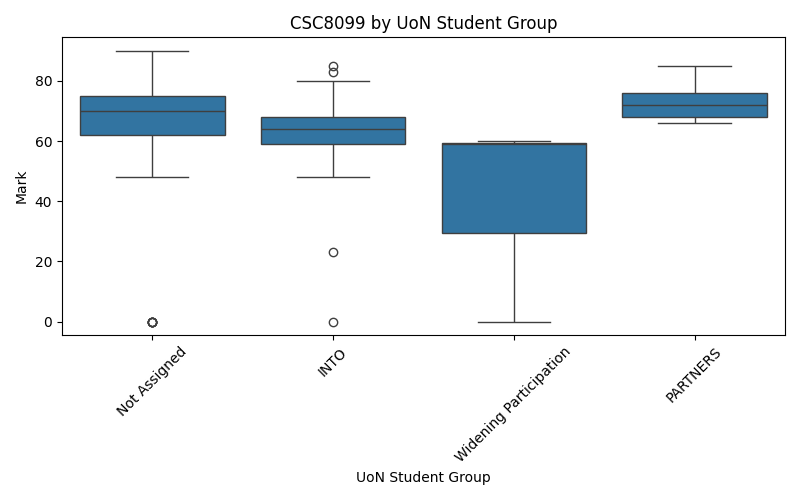 CSC8099 by UoN Student Group
Mark
80
60
40
20
0
Not Assigned
INTO
Widening Participation
PARTNERS
UoN Student Group